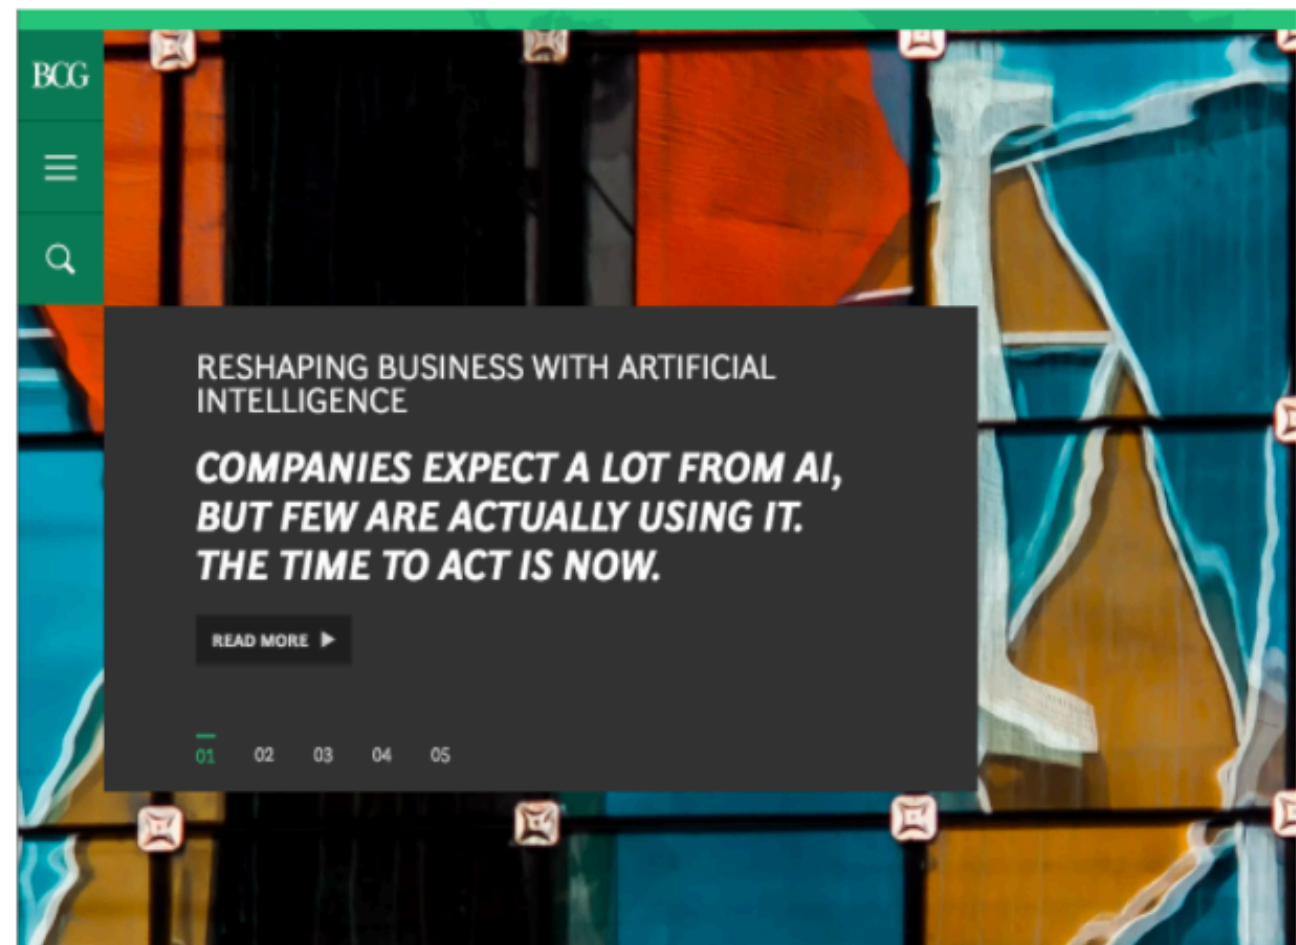 BCG
RESHAPING BUSINESS WITH ARTIFICIAL
INTELLIGENCE
COMPANIES EXPECT A LOT FROM AI,
BUT FEW ARE ACTUALLY USING IT.
THE TIME TO ACT IS NOW.
READ MORE
01 02 03 04 05